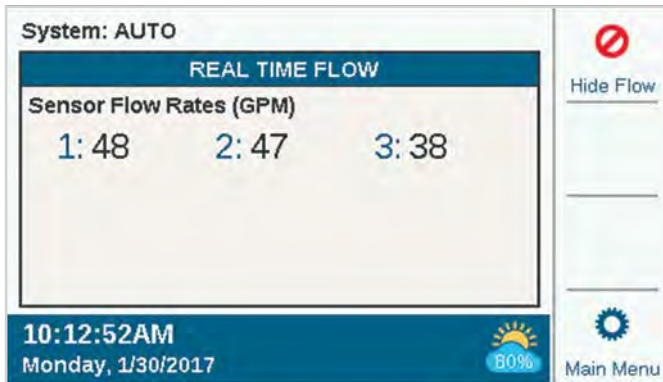 System: AUTO
REAL TIME FLOW
Sensor Flow Rates (GPM)
1: 48 2: 47 3: 38
10:12:52AM
Monday, 1/30/2017
80%
Hide Flow
Main Menu